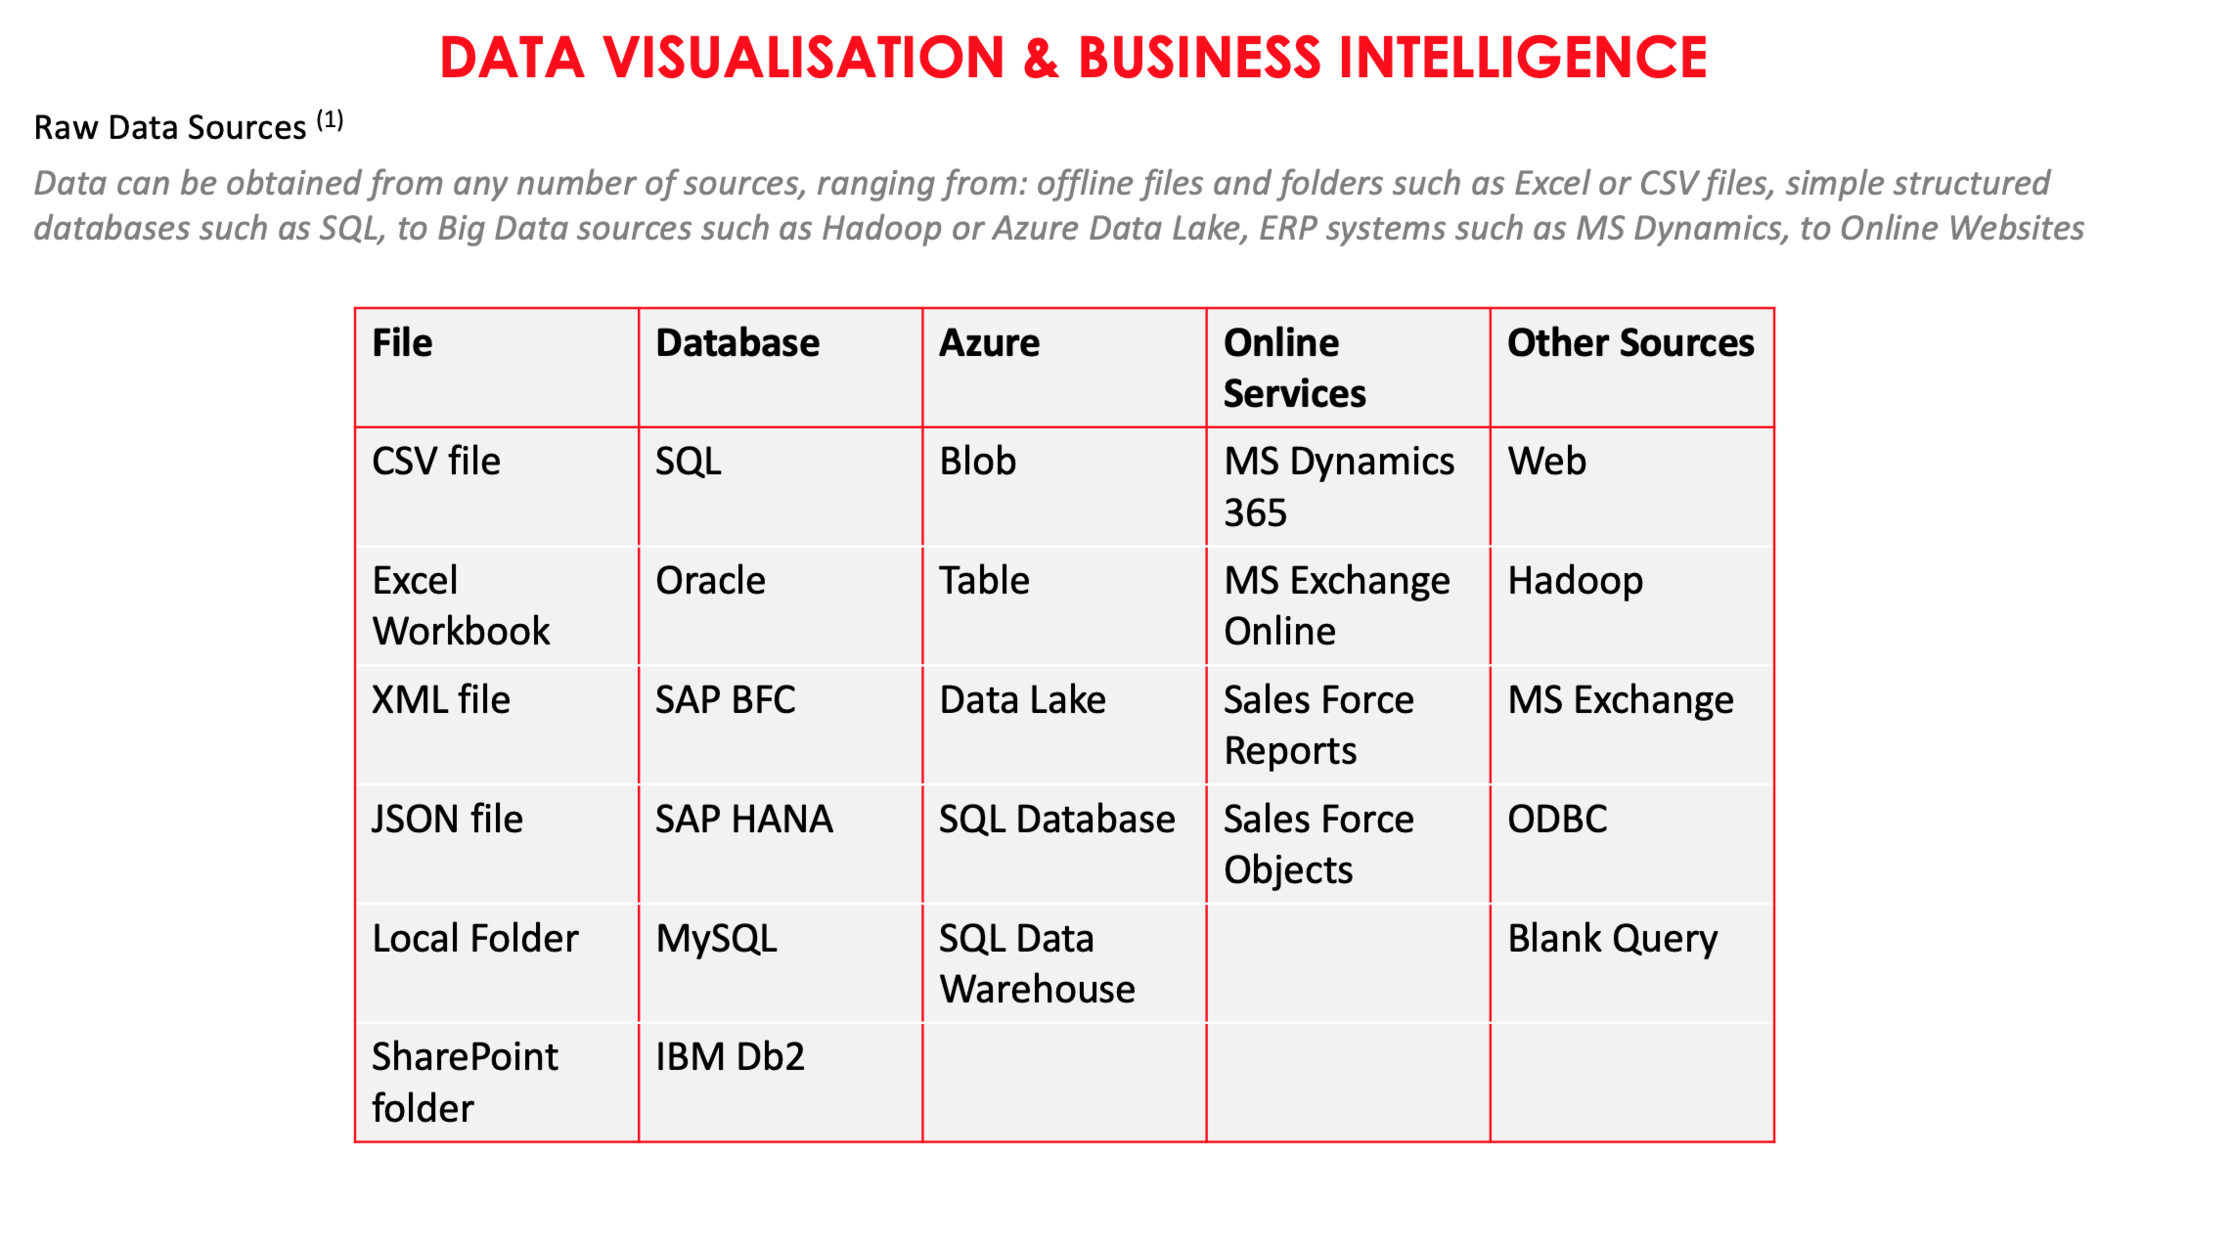 DATA VISUALISATION & BUSINESS INTELLIGENCE
Raw Data Sources (1)
Data can be obtained from any number of sources, ranging from: offline files and folders such as Excel or CSV files, simple structured
databases such as SQL, to Big Data sources such as Hadoop or Azure Data Lake, ERP systems such as MS Dynamics, to Online Websites
File
Database
Azure
Online
Services
Other Sources
CSV file
SQL
Blob
MS Dynamics
365
Web
Excel
Workbook
Oracle
Table
MS Exchange
Online
Hadoop
XML file
SAP BFC
Data Lake
Sales Force
Reports
MS Exchange
JSON file
SAP HANA
SQL Database
Sales Force
Objects
ODBC
Local Folder
MySQL
SQL Data
Warehouse
Blank Query
SharePoint
folder
IBM Db2